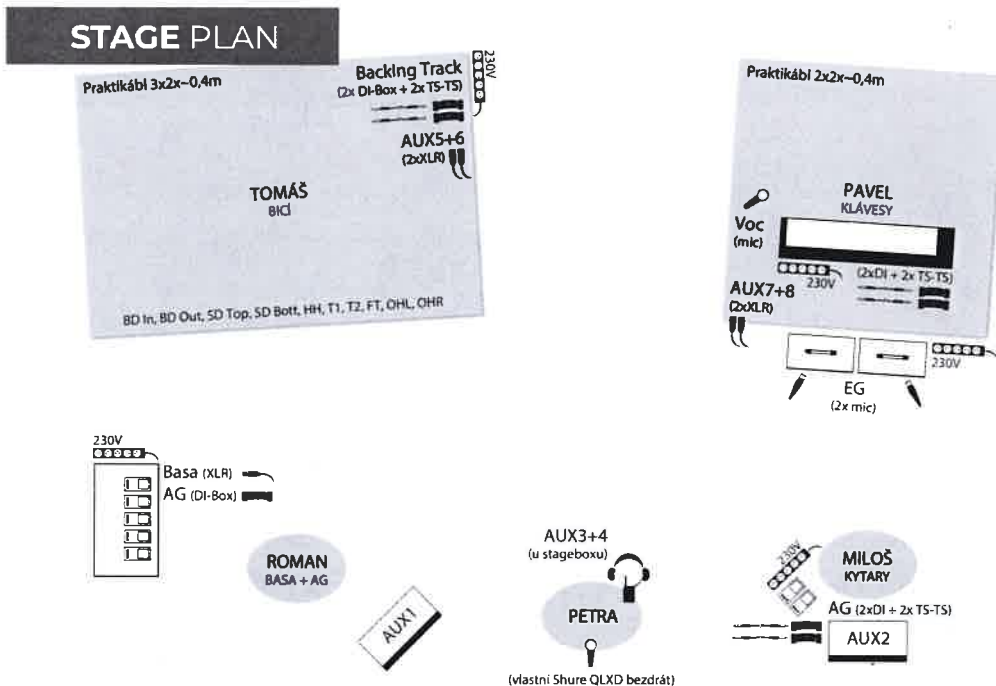 STAGE PLAN
Praktikábl 3x2x~0,4m
Backing Track
(2x DI-Box + 2x TS-TS)
230V
AUX5+6
(2xXLR)
TOMÁŠ
BICÍ
BD In, BD Out, SD Top, SD Bott, HH, T1, T2, FT, OHL, OHR
Praktikábl 2x2x~0,4m
PAVEL
KLÁVESY
Voc
(mic)
230V
(2xDI + 2x TS-TS)
AUX7+8
(2xXLR)
230V
EG
(2x mic)
230V
Basa (XLR)
AG (DI-Box)
ROMAN
BASA + AG
AUX1
AUX3+4
(u stageboxu)
PETRA
(vlastní Shure QLXD bezdrát)
230V
MILOŠ
KYTARY
AG (2xDI + 2x TS-TS)
AUX2